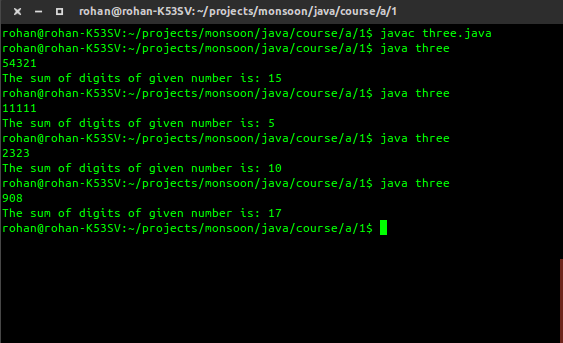 rohan@rohan-K53SV: ~/projects/monsoon/java/course/a/1
rohan@rohan-K53SV:~/projects/monsoon/java/course/a/1$ javac three.java
rohan@rohan-K53SV:~/projects/monsoon/java/course/a/1$ java three
54321
The sum of digits of given number is: 15
rohan@rohan-K53SV:~/projects/monsoon/java/course/a/1$ java three
11111
The sum of digits of given number is: 5
rohan@rohan-K53SV:~/projects/monsoon/java/course/a/1$ java three
2323
The sum of digits of given number is: 10
rohan@rohan-K53SV:~/projects/monsoon/java/course/a/1$ java three
908
The sum of digits of given number is: 17
rohan@rohan-K53SV:~/projects/monsoon/java/course/a/1$